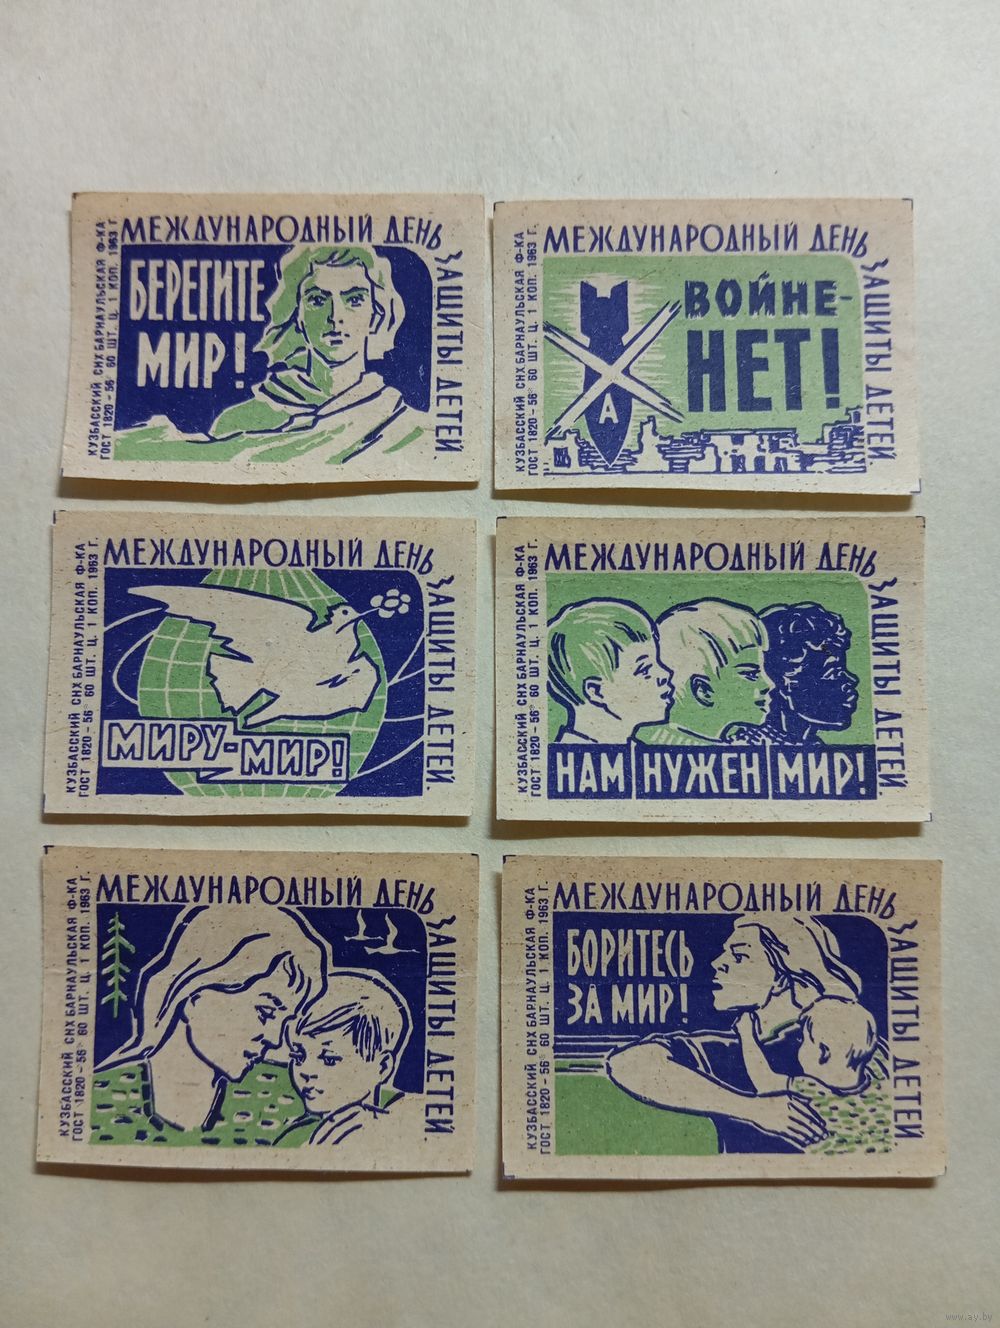 МЕЖДУНАРОДНЫЙ ДЕНЬ
ЗАЩИТЫ ДЕТЕЙ.
БЕРЕГИТЕ
МИР!
КУЗБАССКИЙ СНХ БАРНАУЛЬСКАЯ Ф-КА
ГОСТ 1820-56 60 ШТ. Ц. 1 КОП. 1963 Г.
МЕЖДУНАРОДНЫЙ ДЕНЬ
ЗАЩИТЫ ДЕТЕЙ.
ВОЙНЕ-
НЕТ!
А
КУЗБАССКИЙ СНХ БАРНАУЛЬСКАЯ Ф-КА
ГОСТ 1820-56 60 ШТ. Ц. 1 КОП. 1963 Г.
МЕЖДУНАРОДНЫЙ ДЕНЬ
ЗАЩИТЫ ДЕТЕЙ.
МИРУ-МИР!
КУЗБАССКИЙ СНХ БАРНАУЛЬСКАЯ Ф-КА
ГОСТ 1820-56 60 ШТ. Ц. 1 КОП. 1963 Г.
МЕЖДУНАРОДНЫЙ ДЕНЬ
ЗАЩИТЫ ДЕТЕЙ.
НАМ НУЖЕН МИР!
КУЗБАССКИЙ СНХ БАРНАУЛЬСКАЯ Ф-КА
ГОСТ 1820-56 60 ШТ. Ц. 1 КОП. 1963 Г.
МЕЖДУНАРОДНЫЙ ДЕНЬ
ЗАЩИТЫ ДЕТЕЙ.
КУЗБАССКИЙ СНХ БАРНАУЛЬСКАЯ Ф-КА
ГОСТ 1820-56 60 ШТ. Ц. 1 КОП. 1963 Г.
МЕЖДУНАРОДНЫЙ ДЕНЬ
ЗАЩИТЫ ДЕТЕЙ.
БОРИТЕСЬ
ЗА МИР!
КУЗБАССКИЙ СНХ БАРНАУЛЬСКАЯ Ф-КА
ГОСТ 1820-56 60 ШТ. Ц. 1 КОП. 1963 Г.
www.ay.by